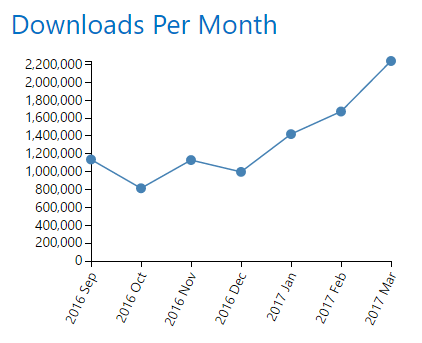 Downloads Per Month
2,200,000
2,000,000
1,800,000
1,600,000
1,400,000
1,200,000
1,000,000
800,000
600,000
400,000
200,000
0
2016 Sep
2016 Oct
2016 Nov
2016 Dec
2017 Jan
2017 Feb
2017 Mar